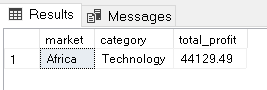 Results Messages
market category total_profit
1 Africa Technology 44129.49